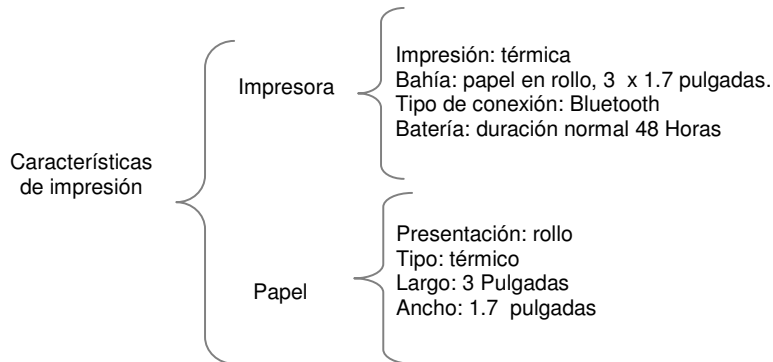 Características
de impresión
Impresora
Impresión: térmica
Bahía: papel en rollo, 3 x 1.7 pulgadas.
Tipo de conexión: Bluetooth
Batería: duración normal 48 Horas
Papel
Presentación: rollo
Tipo: térmico
Largo: 3 Pulgadas
Ancho: 1.7 pulgadas